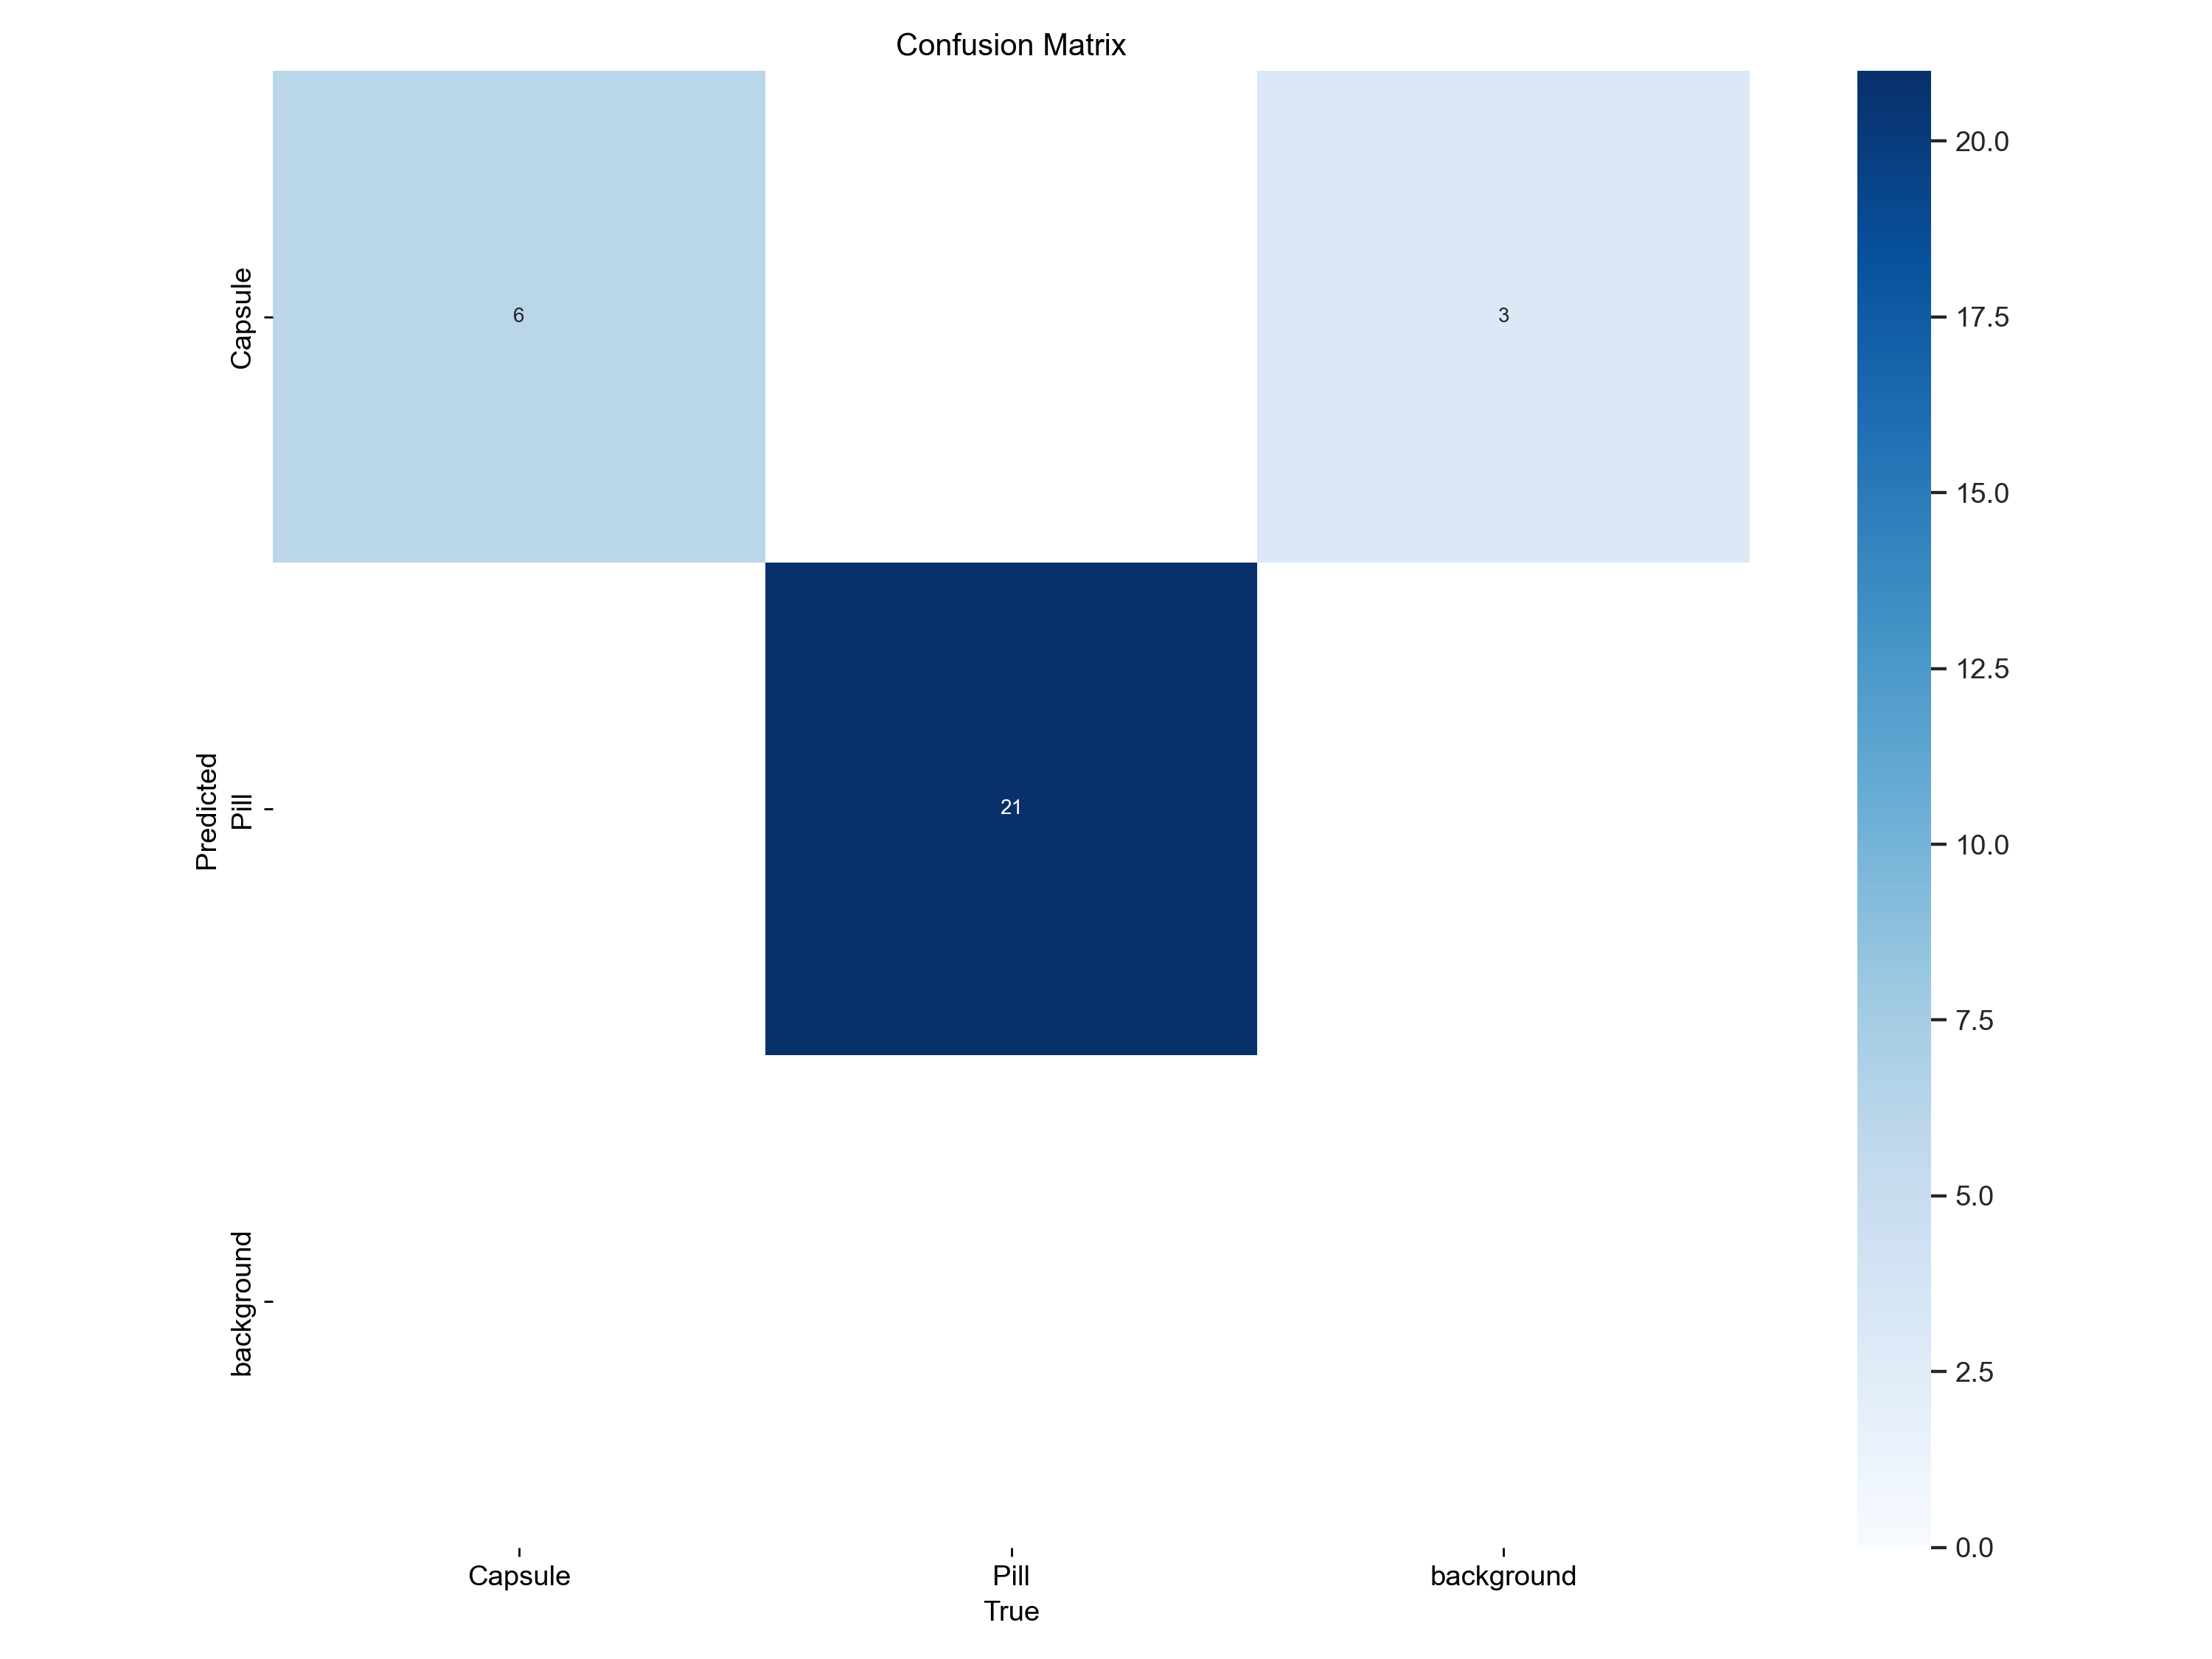 Confusion Matrix
Capsule
6
3
20.0
17.5
15.0
12.5
10.0
7.5
5.0
2.5
0.0
Predicted
Pill
21
background
Capsule
Pill
background
True